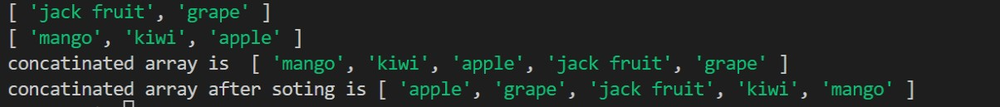 [ 'jack fruit', 'grape' ]
[ 'mango', 'kiwi', 'apple' ]
concatinated array is  [ 'mango', 'kiwi', 'apple', 'jack fruit', 'grape' ]
concatinated array after soting is [ 'apple', 'grape', 'jack fruit', 'kiwi', 'mango' ]